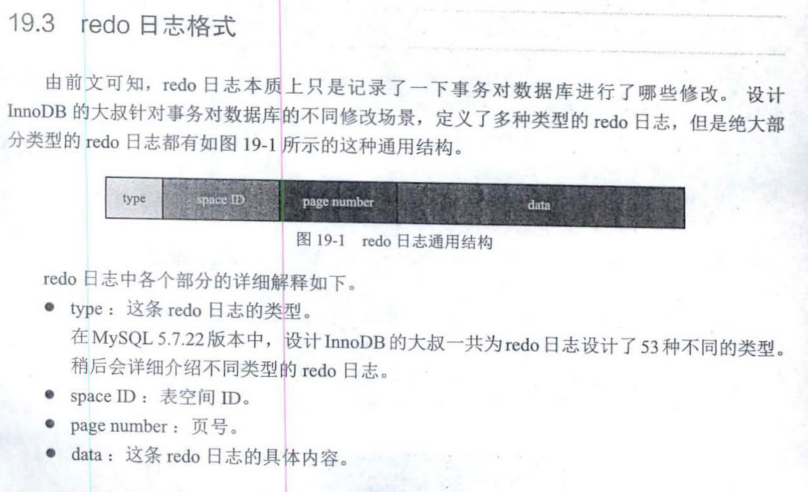 19.3 redo 日志格式
由前文可知，redo 日志本质上只是记录了一下事务对数据库进行了哪些修改。 设计
InnoDB 的大叔针对事务对数据库的不同修改场景，定义了多种类型的 redo 日志，但是绝大部
分类型的 redo 日志都有如图 19-1 所示的这种通用结构。
type space ID page number data
图 19-1 redo 日志通用结构
redo 日志中各个部分的详细解释如下。
● type：这条 redo 日志的类型。
在 MySQL 5.7.22 版本中，设计 InnoDB 的大叔一共为 redo 日志设计了 53 种不同的类型。
稍后会详细介绍不同类型的 redo 日志。
● space ID：表空间 ID。
● page number：页号。
● data：这条 redo 日志的具体内容。